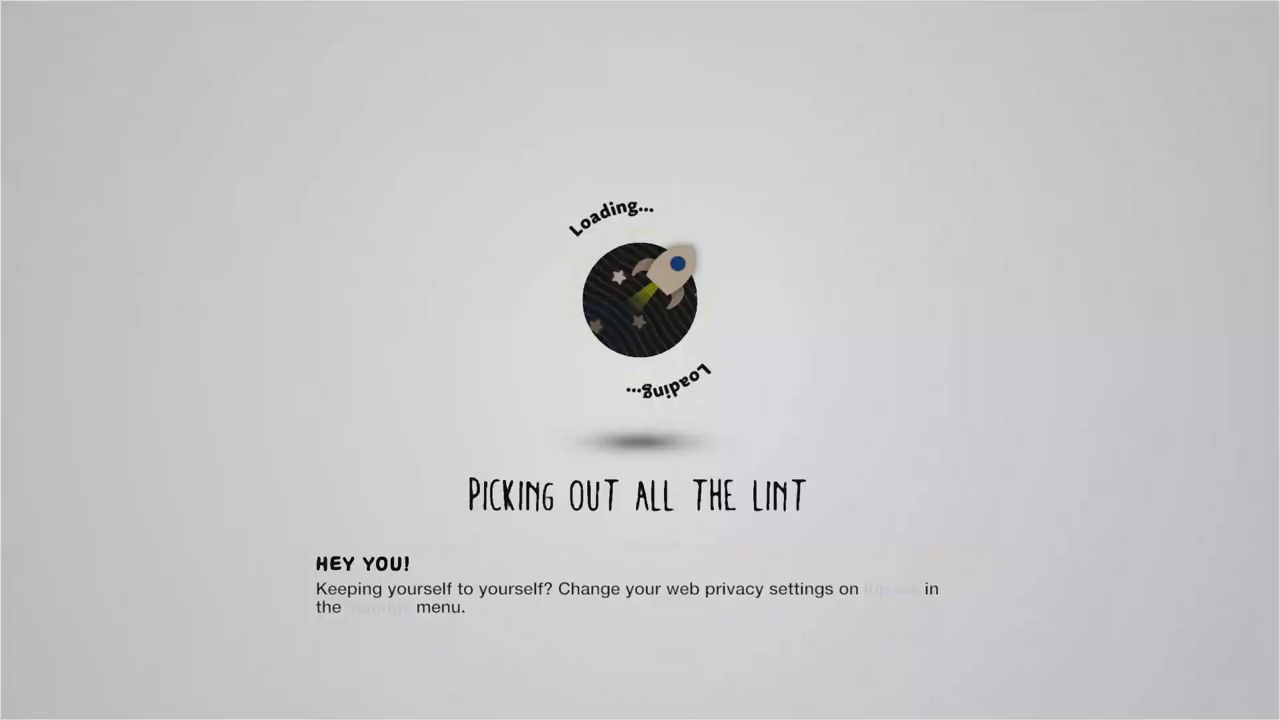 Loading...
Loading...
PICKING OUT ALL THE LINT
HEY YOU!
Keeping yourself to yourself? Change your web privacy settings on in
the settings menu.